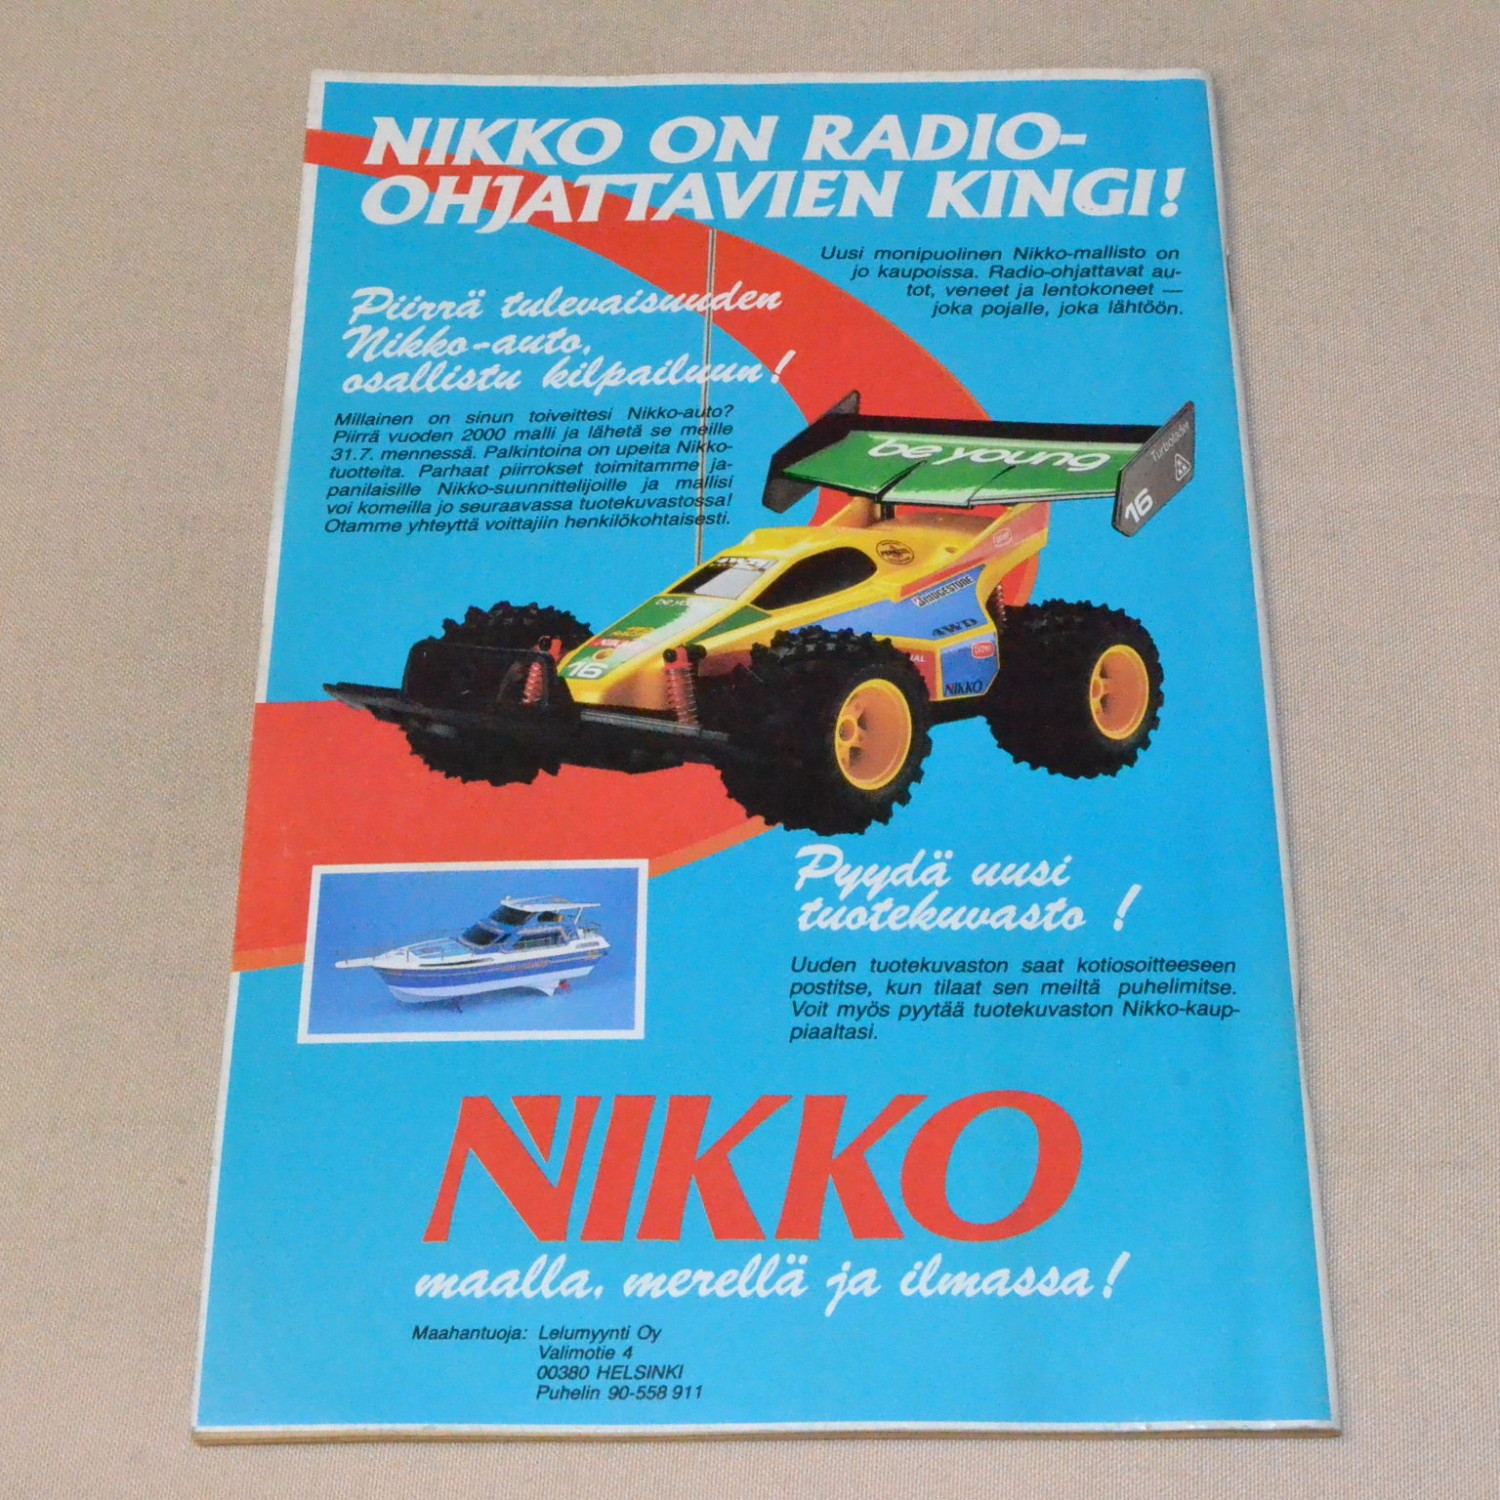 NIKKO ON RADIO-
OHJATTAVIEN KINGI!
Uusi monipuolinen Nikko-mallisto on
jo kaupoissa. Radio-ohjattavat au-
tot, veneet ja lentokoneet —
joka pojalle, joka lähtöön.
Piirrä tulevaisuuden
Nikko-auto,
osallistu kilpailuun!
Millainen on sinun toiveittesi Nikko-auto?
Piirrä vuoden 2000 malli ja lähetä se meille
31.7. mennessä. Palkintoina on upeita Nikko-
tuotteita. Parhaat piirrokset toimitamme ja-
panilaisille Nikko-suunnittelijoille ja mallisi
voi komeilla jo seuraavassa tuotekuvastossa!
Otamme yhteyttä voittajiin henkilökohtaisesti.
be young
Turbolader
16
BRIDGESTONE
4WD
NIKKO
be yo
16
Pyydä uusi
tuotekuvasto !
Uuden tuotekuvaston saat kotiosoitteeseen
postitse, kun tilaat sen meiltä puhelimitse.
Voit myös pyytää tuotekuvaston Nikko-kaup-
piaaltasi.
NIKKO
maalla, merellä ja ilmassa!
Maahantuoja: Lelumyynti Oy
Valimotie 4
00380 HELSINKI
Puhelin 90-558 911